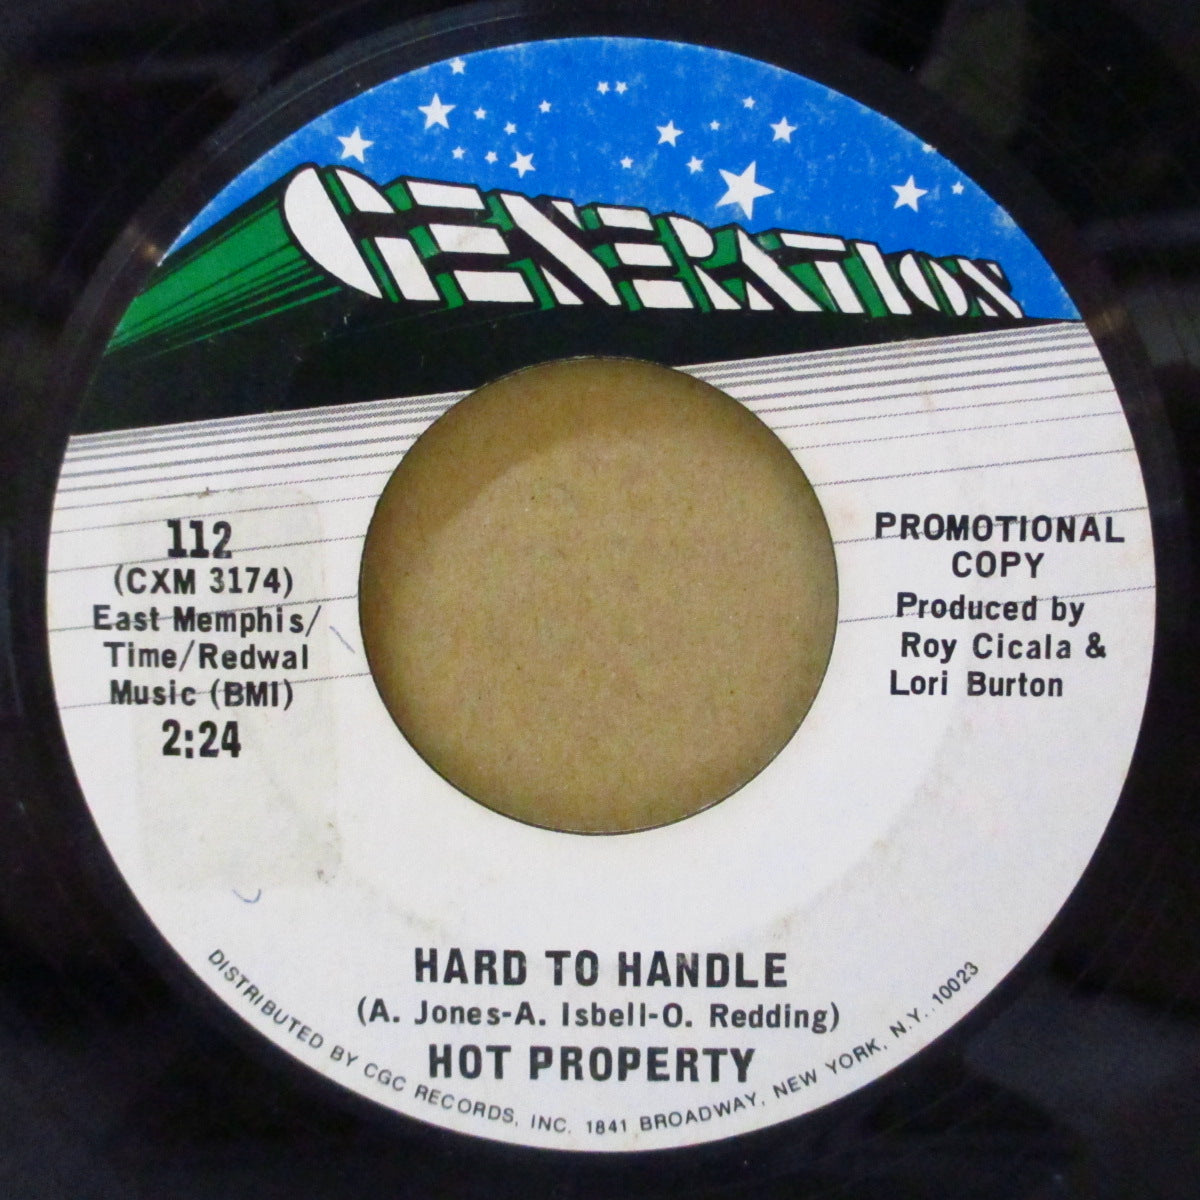 GENERATION
112
(CXM 3174)
East Memphis/
Time/Redwal
Music (BMI)
2:24
PROMOTIONAL
COPY
Produced by
Roy Cicala &
Lori Burton
HARD TO HANDLE
(A. Jones-A. Isbell-O. Redding)
HOT PROPERTY
DISTRIBUTED BY CGC RECORDS, INC. 1841 BROADWAY, NEW YORK, N.Y. 10023